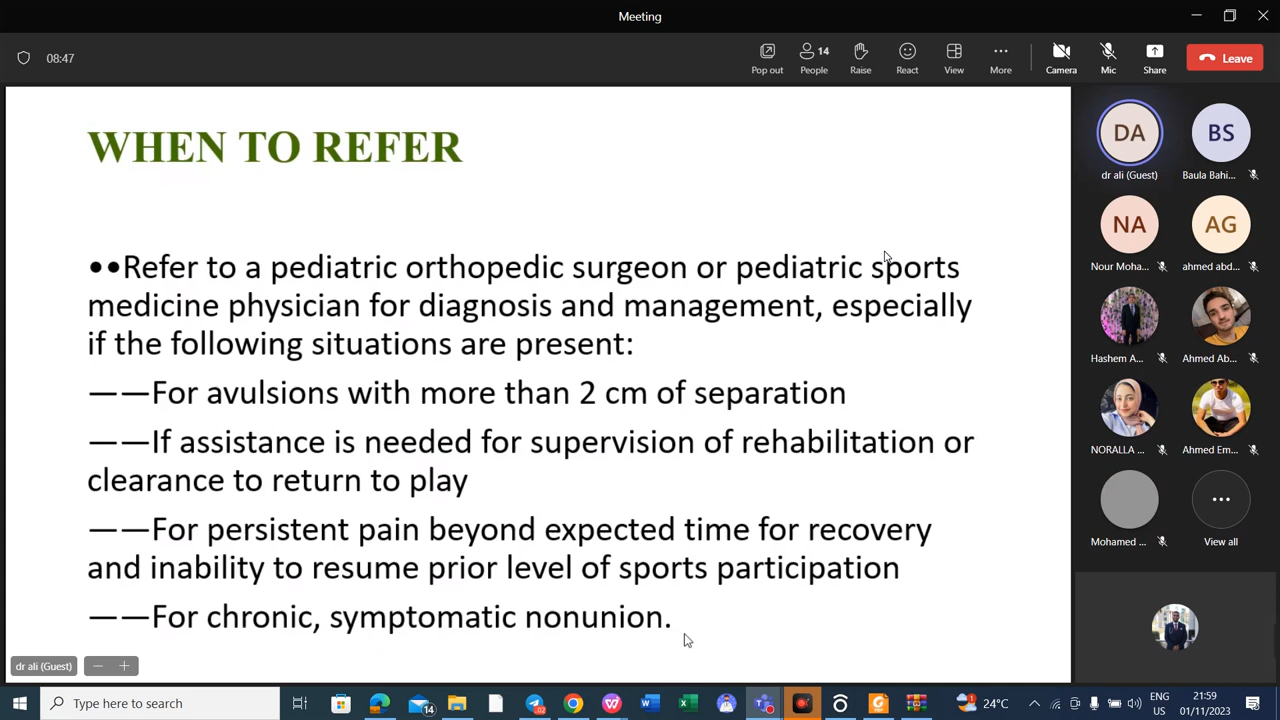 Meeting
08:47
Pop out
14
People
Raise
React
View
More
Camera
Mic
Share
Leave
WHEN TO REFER
••Refer to a pediatric orthopedic surgeon or pediatric sports
medicine physician for diagnosis and management, especially
if the following situations are present:
——For avulsions with more than 2 cm of separation
——If assistance is needed for supervision of rehabilitation or
clearance to return to play
——For persistent pain beyond expected time for recovery
and inability to resume prior level of sports participation
——For chronic, symptomatic nonunion.
DA
dr ali (Guest)
BS
Baula Bahi...
NA
Nour Moha...
AG
ahmed abd...
Hashem A...
Ahmed Ab...
NORALLA ...
Ahmed Em...
Mohamed ...
View all
dr ali (Guest)
Type here to search
14
02
24°C
ENG
US
21:59
01/11/2023